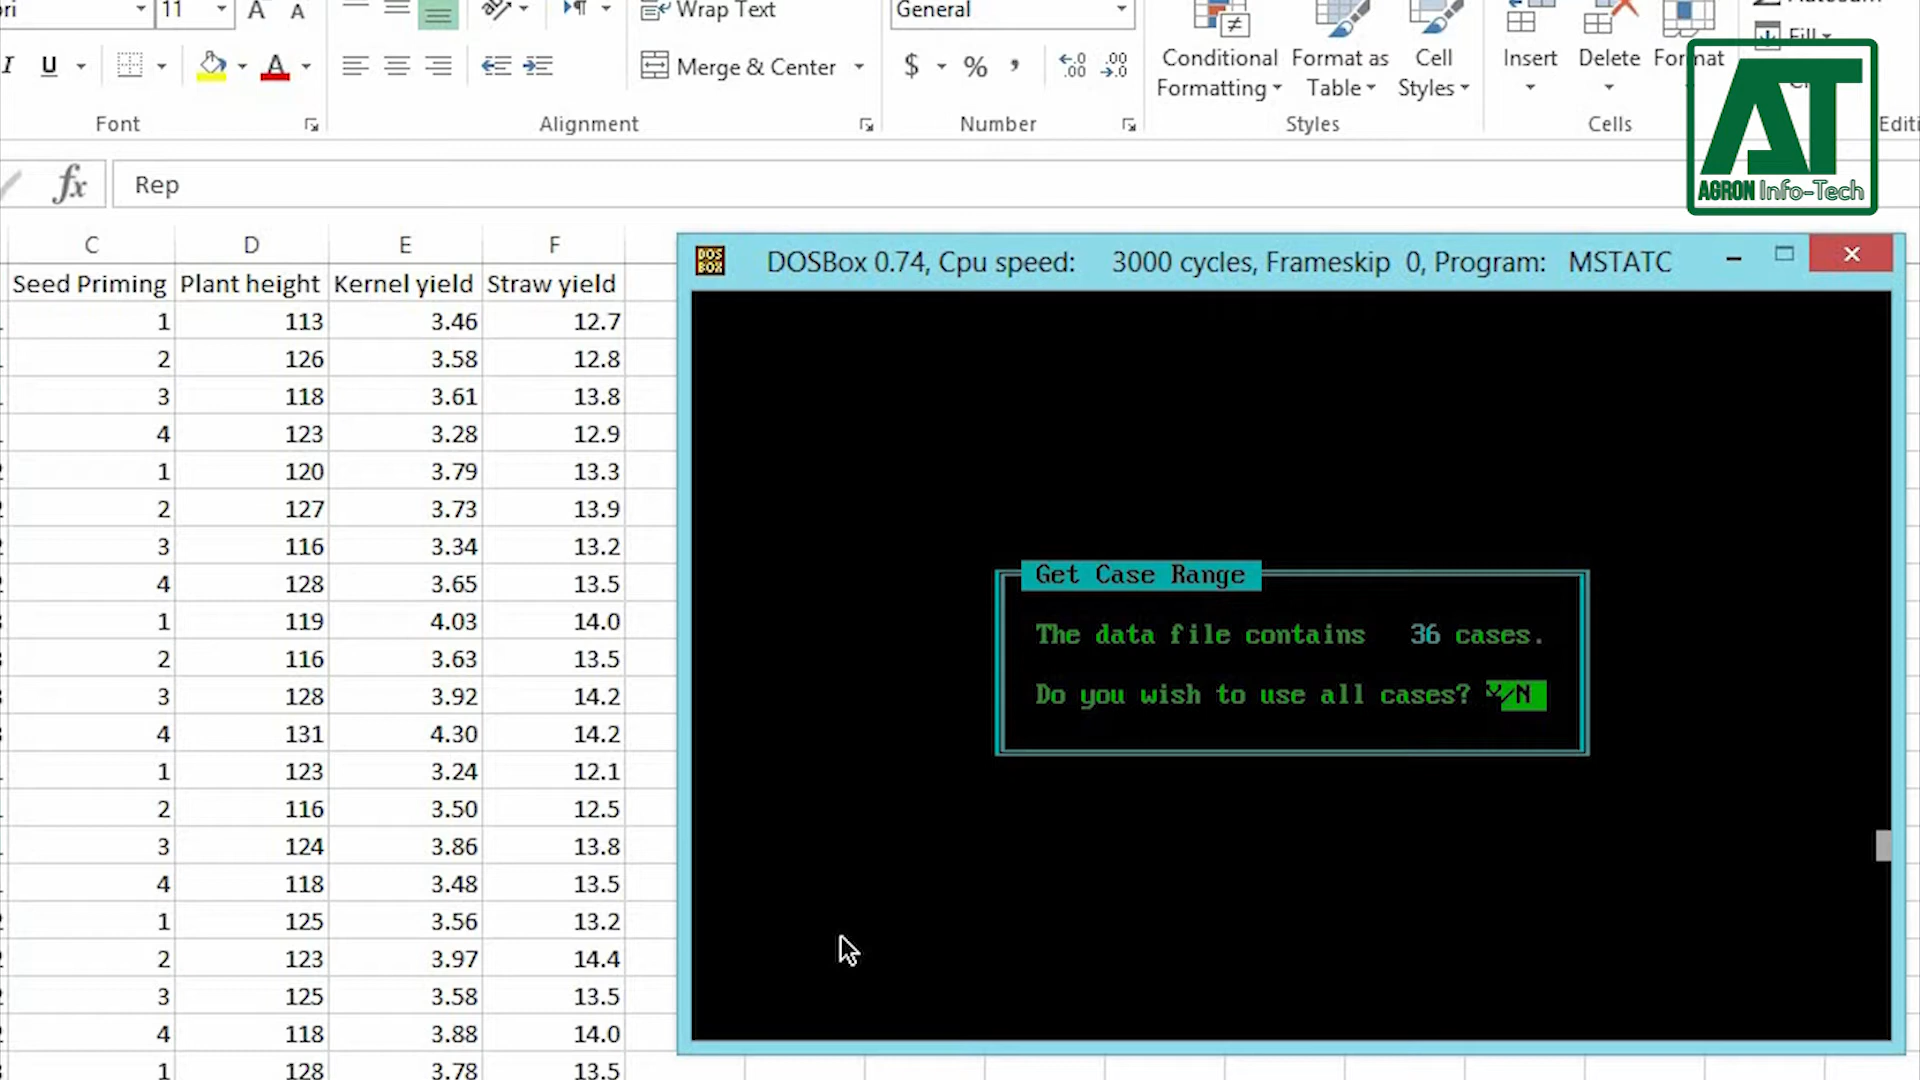 11 A A Wrap Text General
I U Merge & Center $ % , .00 .00 Conditional Formatting Format as Table Cell Styles Insert Delete Format Fill
Font Alignment Number Styles Cells
AT
AGRON Info-Tech
fx Rep
C D E F
Seed Priming Plant height Kernel yield Straw yield
1 113 3.46 12.7
2 126 3.58 12.8
3 118 3.61 13.8
4 123 3.28 12.9
1 120 3.79 13.3
2 127 3.73 13.9
3 116 3.34 13.2
4 128 3.65 13.5
1 119 4.03 14.0
2 116 3.63 13.5
3 128 3.92 14.2
4 131 4.30 14.2
1 123 3.24 12.1
2 116 3.50 12.5
3 124 3.86 13.8
4 118 3.48 13.5
1 125 3.56 13.2
2 123 3.97 14.4
3 125 3.58 13.5
4 118 3.88 14.0
1 128 3.78 13.5
DOS BOX DOSBox 0.74, Cpu speed: 3000 cycles, Frameskip 0, Program: MSTATC
Get Case Range
The data file contains 36 cases.
Do you wish to use all cases? Y/N